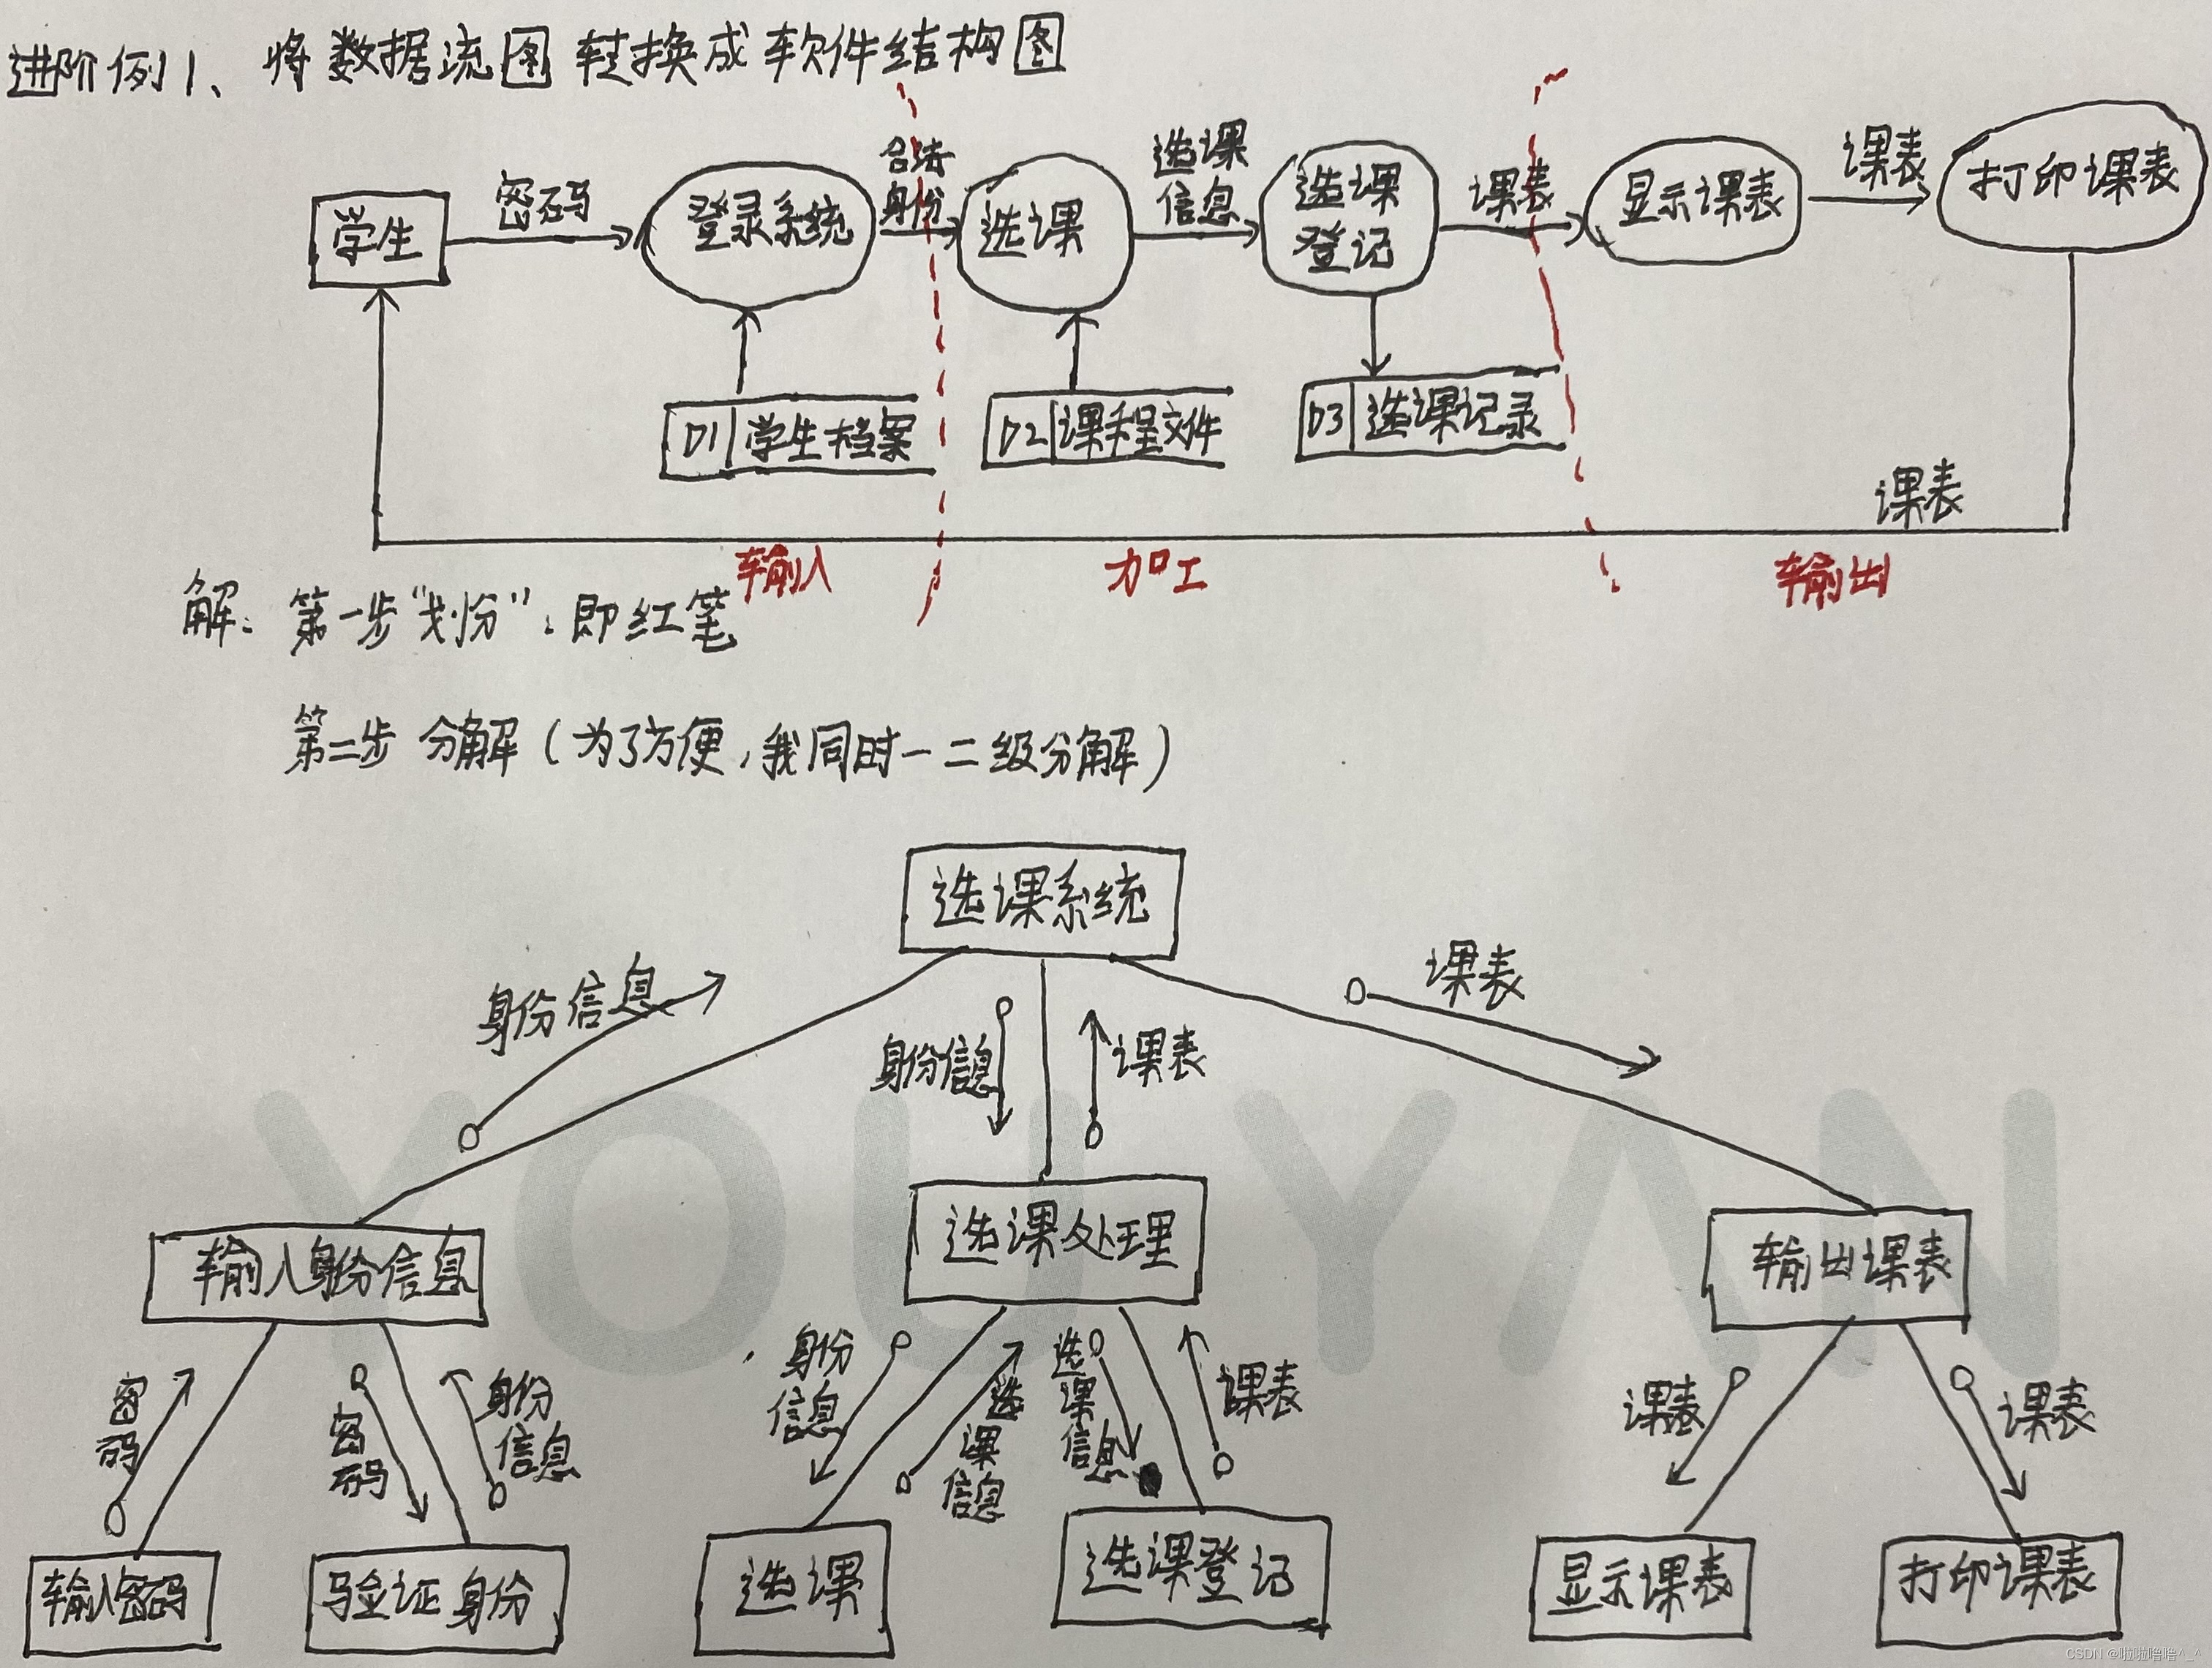 进阶例1、将数据流图转换成软件结构图
学生
密码
登录系统
合法
身份
选课
选课
信息
选课
登记
课表
显示课表
课表
打印课表
D1 学生档案
D2 课程文件
D3 选课记录
课表
输入
加工
输出
解：第一步“划份”：即红笔
第二步 分解（为了方便，我同时一二级分解）
选课系统
身份信息
身份信息
课表
课表
输入身份信息
选课处理
输出课表
密码
密码
身份
信息
身份
信息
选课信息
选课信息
课表
课表
课表
输入密码
验证身份
选课
选课登记
显示课表
打印课表
YOU YAN
CSDN @啦啦噜噜^_^